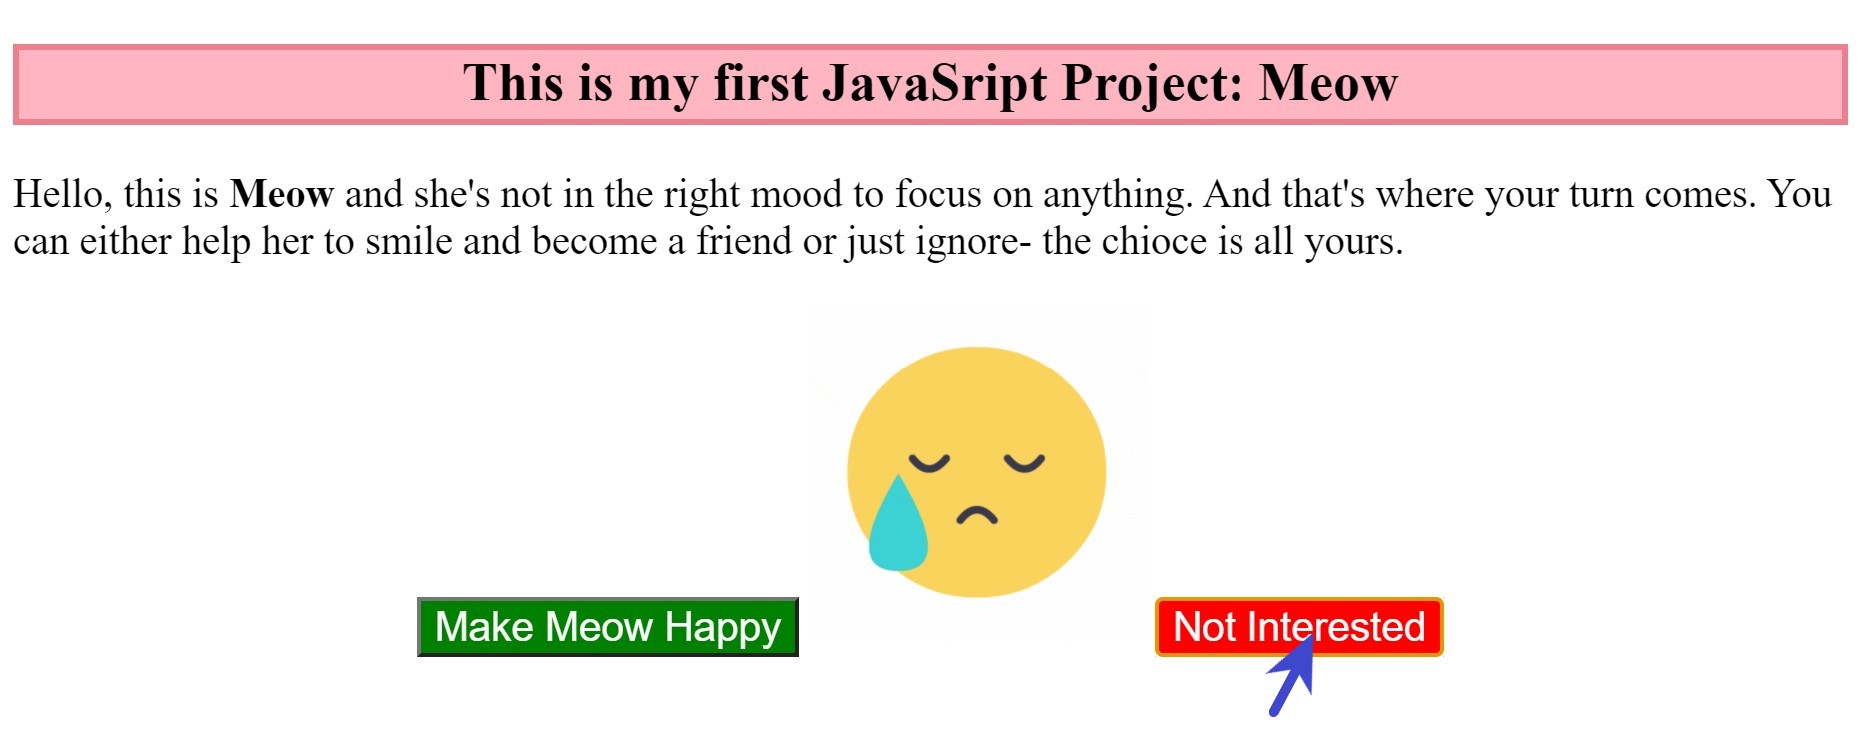 This is my first JavaSript Project: Meow
Hello, this is Meow and she's not in the right mood to focus on anything. And that's where your turn comes. You
can either help her to smile and become a friend or just ignore- the chioce is all yours.
Make Meow Happy
Not Interested